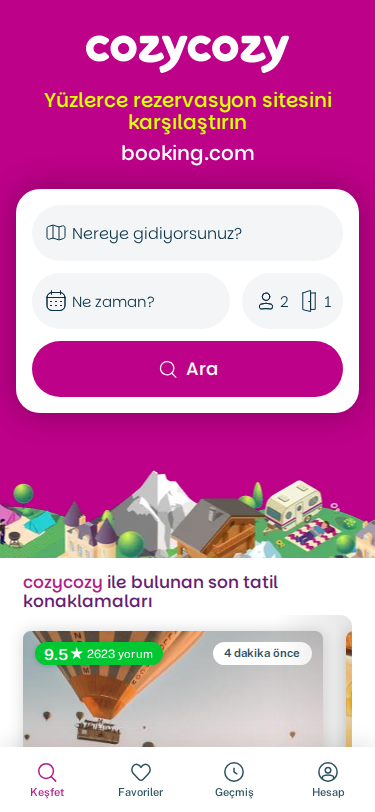 cozycozy
Yüzlerce rezervasyon sitesini
karşılaştırın
booking.com
Nereye gidiyorsunuz?
Ne zaman?
2
1
Ara
cozycozy ile bulunan son tatil
konaklamaları
9.5★ 2623 yorum
4 dakika önce
Keşfet
Favoriler
Geçmiş
Hesap